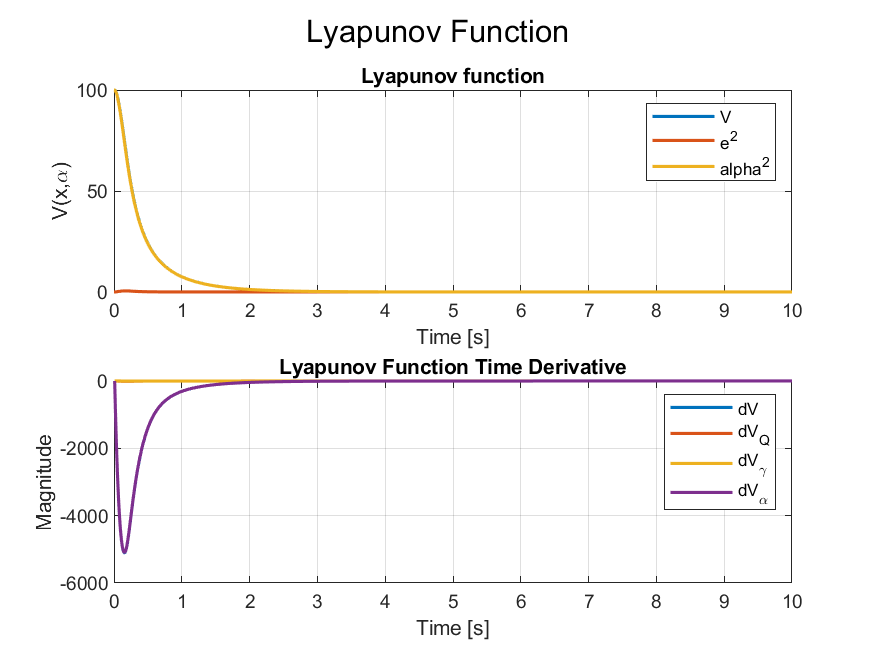 Lyapunov Function
Lyapunov function
V(x,α)
100
50
0
V
e²
alpha²
0 1 2 3 4 5 6 7 8 9 10
Time [s]
Lyapunov Function Time Derivative
Magnitude
0
-2000
-4000
-6000
dV
dV_Q
dV_γ
dV_α
0 1 2 3 4 5 6 7 8 9 10
Time [s]